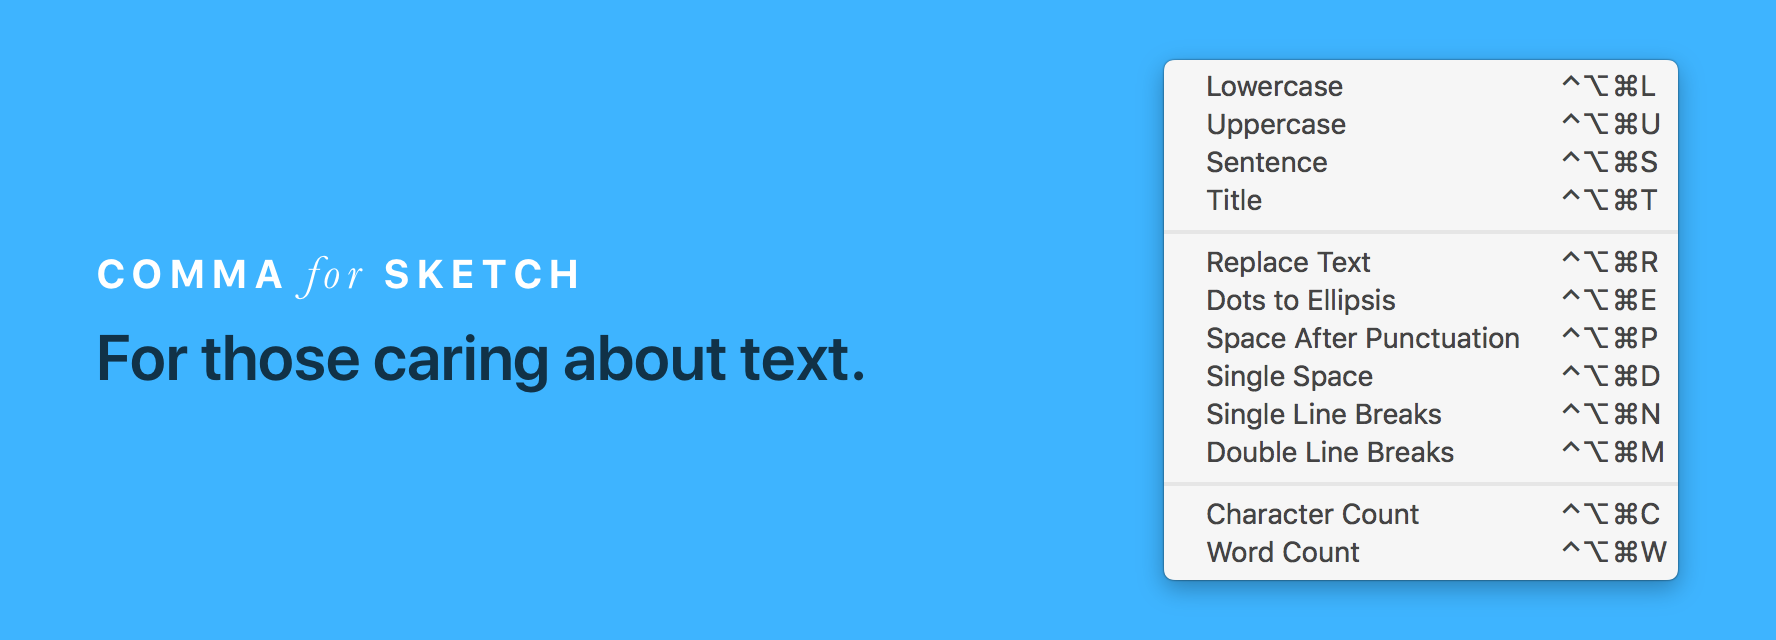 COMMA for SKETCH
For those caring about text.
Lowercase ⌃⌥⌘L
Uppercase ⌃⌥⌘U
Sentence ⌃⌥⌘S
Title ⌃⌥⌘T
Replace Text ⌃⌥⌘R
Dots to Ellipsis ⌃⌥⌘E
Space After Punctuation ⌃⌥⌘P
Single Space ⌃⌥⌘D
Single Line Breaks ⌃⌥⌘N
Double Line Breaks ⌃⌥⌘M
Character Count ⌃⌥⌘C
Word Count ⌃⌥⌘W